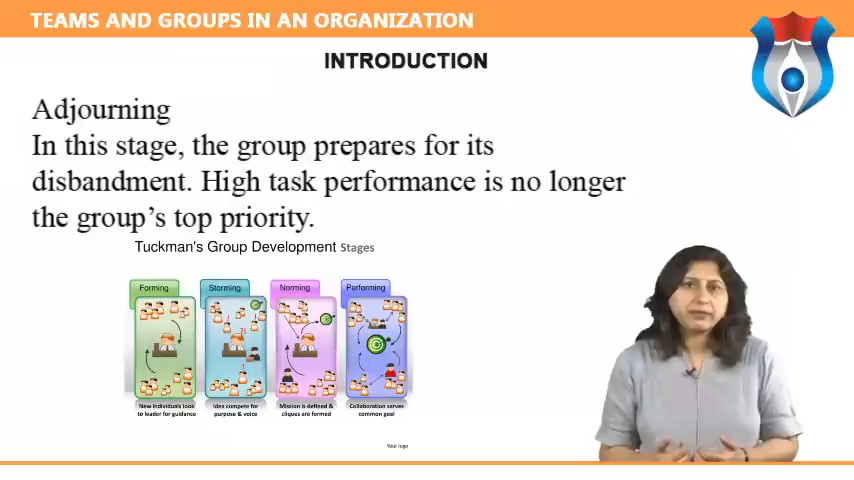 TEAMS AND GROUPS IN AN ORGANIZATION
INTRODUCTION
Adjourning
In this stage, the group prepares for its
disbandment. High task performance is no longer
the group's top priority.
Tuckman's Group Development Stages
Forming
Storming
Norming
Performing
New individuals look
to leader for guidance
Idea compete for
purpose & voice
Mission is defined &
cliques are formed
Collaboration serves
common goal
Your logo